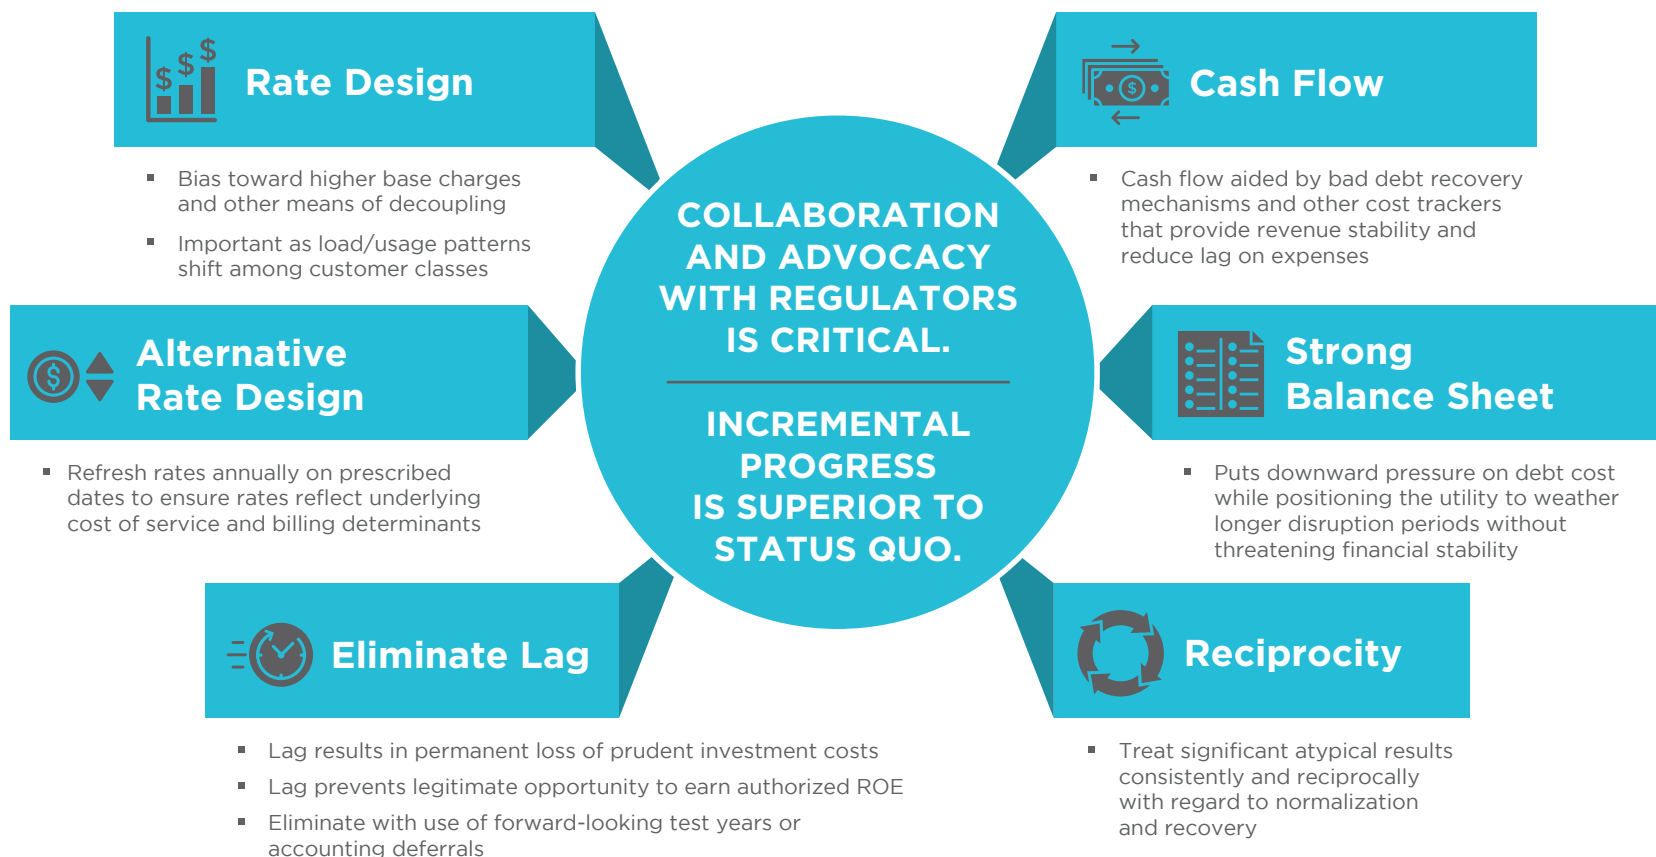 Rate Design
Bias toward higher base charges
and other means of decoupling
Important as load/usage patterns
shift among customer classes
Alternative
Rate Design
Refresh rates annually on prescribed
dates to ensure rates reflect underlying
cost of service and billing determinants
Eliminate Lag
Lag results in permanent loss of prudent investment costs
Lag prevents legitimate opportunity to earn authorized ROE
Eliminate with use of forward-looking test years or
accounting deferrals
COLLABORATION
AND ADVOCACY
WITH REGULATORS
IS CRITICAL.
INCREMENTAL
PROGRESS
IS SUPERIOR TO
STATUS QUO.
Cash Flow
Cash flow aided by bad debt recovery
mechanisms and other cost trackers
that provide revenue stability and
reduce lag on expenses
Strong
Balance Sheet
Puts downward pressure on debt cost
while positioning the utility to weather
longer disruption periods without
threatening financial stability
Reciprocity
Treat significant atypical results
consistently and reciprocally
with regard to normalization
and recovery